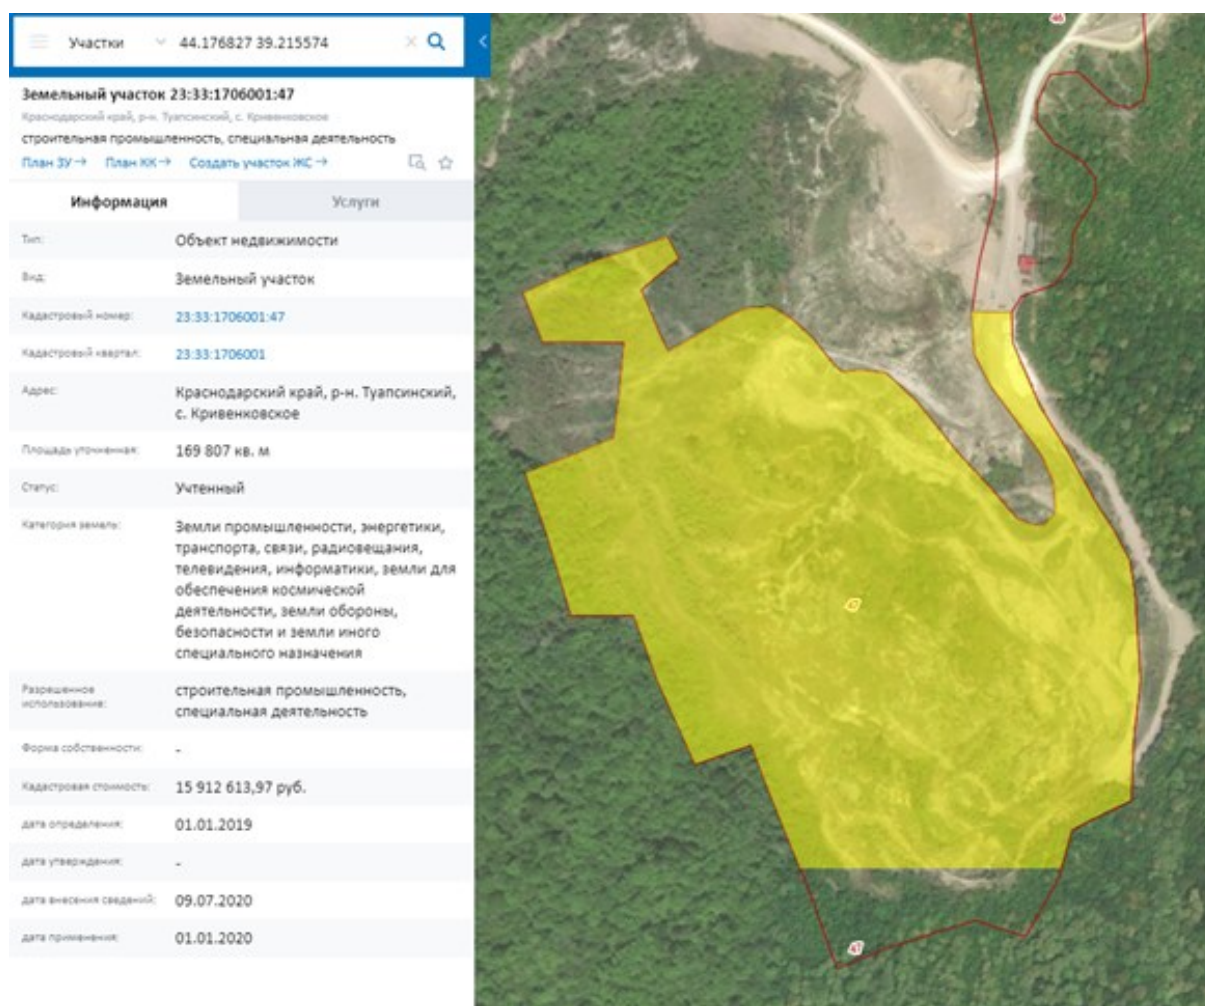 Участки 44.176827 39.215574
Земельный участок 23:33:1706001:47
Краснодарский край, р-н. Туапсинский, с. Кривенковское
строительная промышленность, специальная деятельность
План ЗУ→ План КК→ Создать участок ЖС→
Информация Услуги
Тип: Объект недвижимости
Вид: Земельный участок
Кадастровый номер: 23:33:1706001:47
Кадастровый квартал: 23:33:1706001
Адрес: Краснодарский край, р-н. Туапсинский,
с. Кривенковское
Площадь уточненная: 169 807 кв. м
Статус: Учтенный
Категория земель: Земли промышленности, энергетики,
транспорта, связи, радиовещания,
телевидения, информатики, земли для
обеспечения космической
деятельности, земли обороны,
безопасности и земли иного
специального назначения
Разрешенное использование: строительная промышленность,
специальная деятельность
Форма собственности: -
Кадастровая стоимость: 15 912 613,97 руб.
дата определения: 01.01.2019
дата утверждения: -
дата внесения сведений: 09.07.2020
дата применения: 01.01.2020
46
47
47